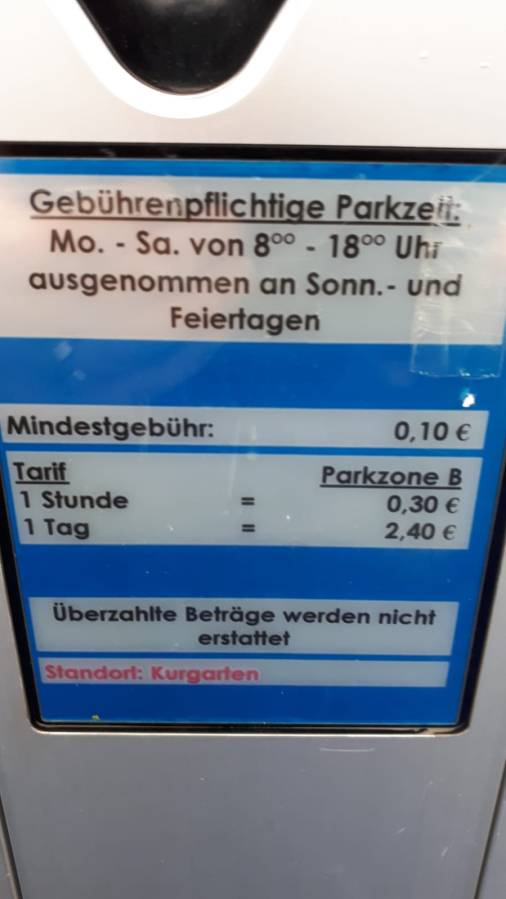 Gebührenpflichtige Parkzeit:
Mo. - Sa. von 8⁰⁰ - 18⁰⁰ Uhr
ausgenommen an Sonn.- und
Feiertagen
Mindestgebühr: 0,10 €
Tarif Parkzone B
1 Stunde = 0,30 €
1 Tag = 2,40 €
Überzahlte Beträge werden nicht
erstattet
Standort: Kurgarten